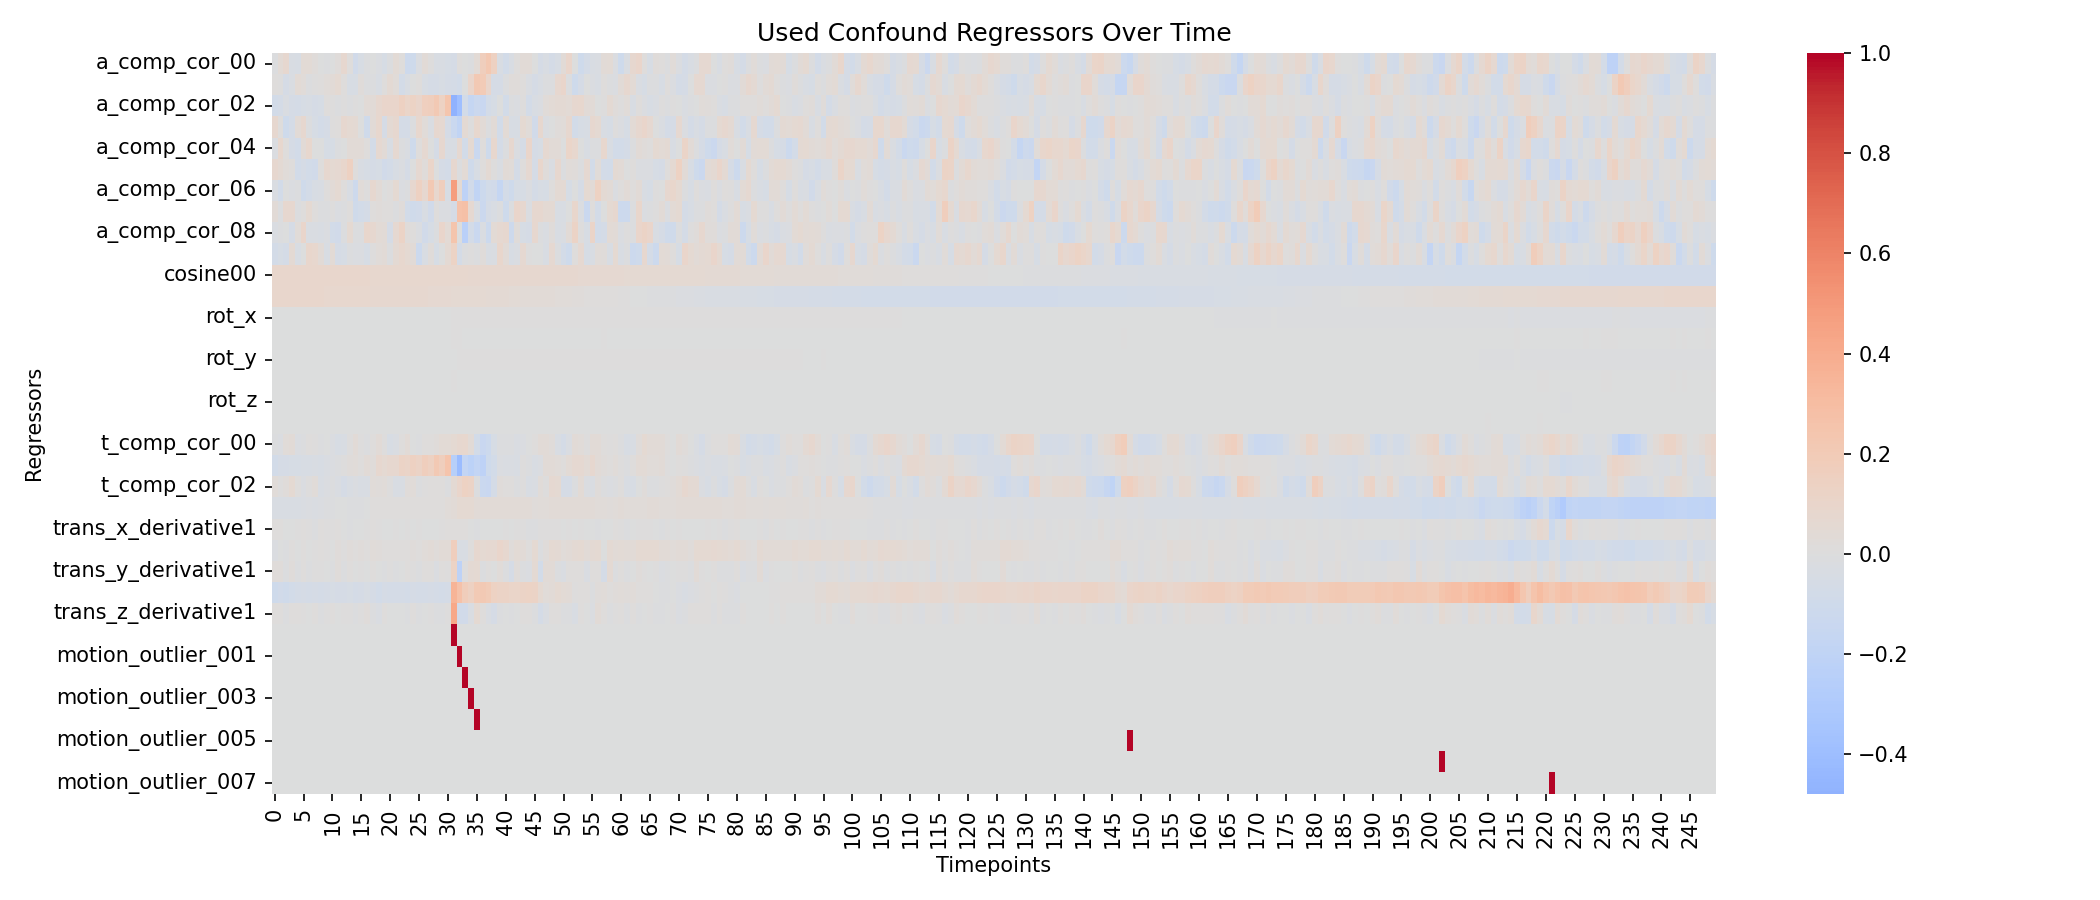 Used Confound Regressors Over Time
Regressors
a_comp_cor_00
a_comp_cor_02
a_comp_cor_04
a_comp_cor_06
a_comp_cor_08
cosine00
rot_x
rot_y
rot_z
t_comp_cor_00
t_comp_cor_02
trans_x_derivative1
trans_y_derivative1
trans_z_derivative1
motion_outlier_001
motion_outlier_003
motion_outlier_005
motion_outlier_007
0 5 10 15 20 25 30 35 40 45 50 55 60 65 70 75 80 85 90 95 100 105 110 115 120 125 130 135 140 145 150 155 160 165 170 175 180 185 190 195 200 205 210 215 220 225 230 235 240 245
Timepoints
1.0
0.8
0.6
0.4
0.2
0.0
−0.2
−0.4